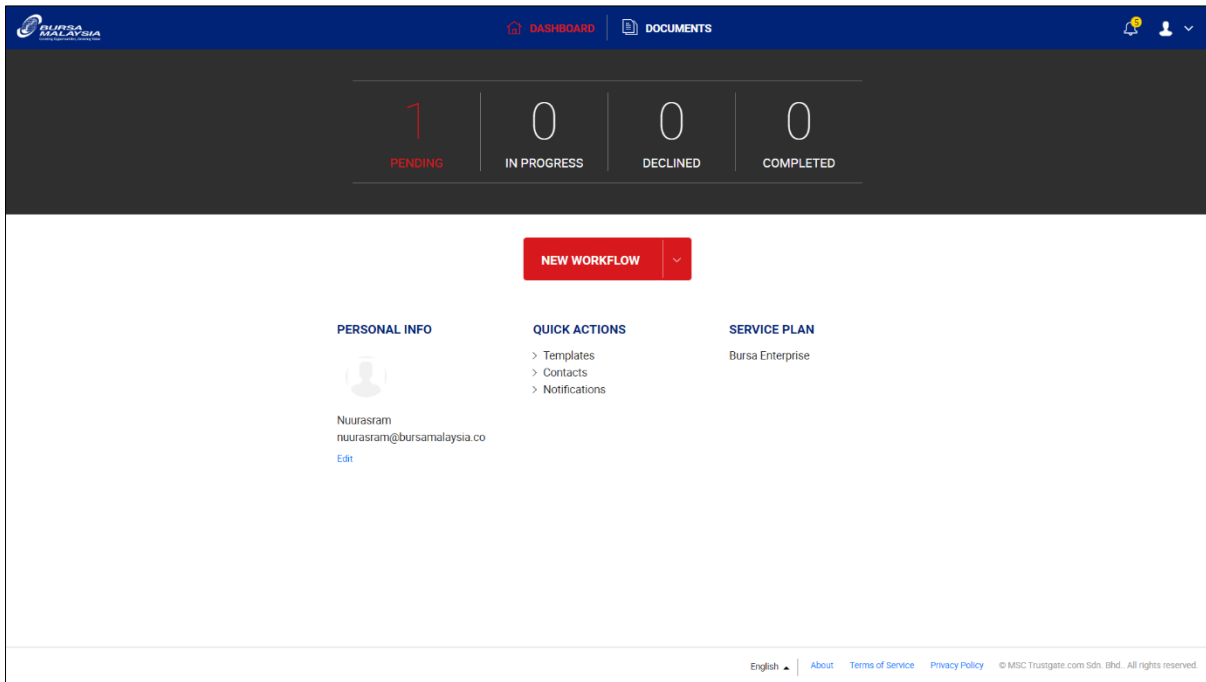 BURSA
MALAYSIA
DASHBOARD
DOCUMENTS
5
1
0
0
0
PENDING
IN PROGRESS
DECLINED
COMPLETED
NEW WORKFLOW
PERSONAL INFO
QUICK ACTIONS
SERVICE PLAN
> Templates
Bursa Enterprise
> Contacts
> Notifications
Nuurasram
nuurasram@bursamalaysia.co
Edit
English
About
Terms of Service
Privacy Policy
© MSC Trustgate.com Sdn. Bhd.. All rights reserved.